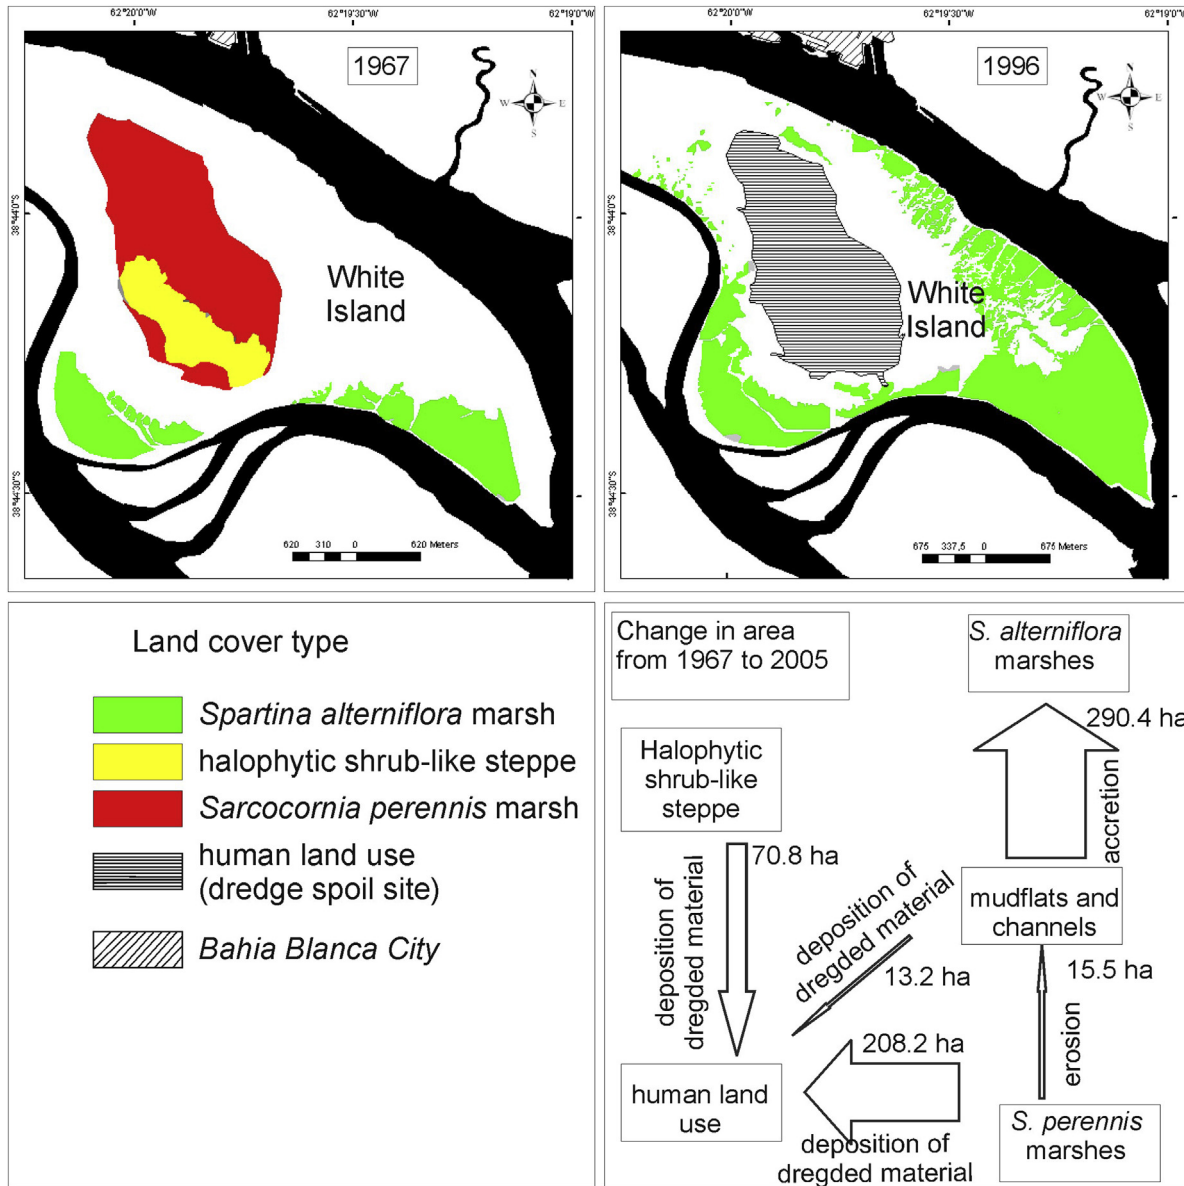 62°20'0"W
62°19'30"W
62°19'0"W
1967
N
W
E
S
38°44'0"S
White
Island
38°44'30"S
620 310 0 620 Meters
62°20'0"W
62°19'30"W
62°19'0"W
1996
N
W
E
S
38°44'0"S
White
Island
38°44'30"S
675 337,5 0 675 Meters
Land cover type
Spartina alterniflora marsh
halophytic shrub-like steppe
Sarcocornia perennis marsh
human land use
(dredge spoil site)
Bahia Blanca City
Change in area
from 1967 to 2005
S. alterniflora
marshes
290.4 ha
accretion
Halophytic
shrub-like
steppe
70.8 ha
deposition of
dregded material
deposition of
dregded material
13.2 ha
mudflats and
channels
15.5 ha
erosion
208.2 ha
human land
use
deposition of
dregded material
S. perennis
marshes